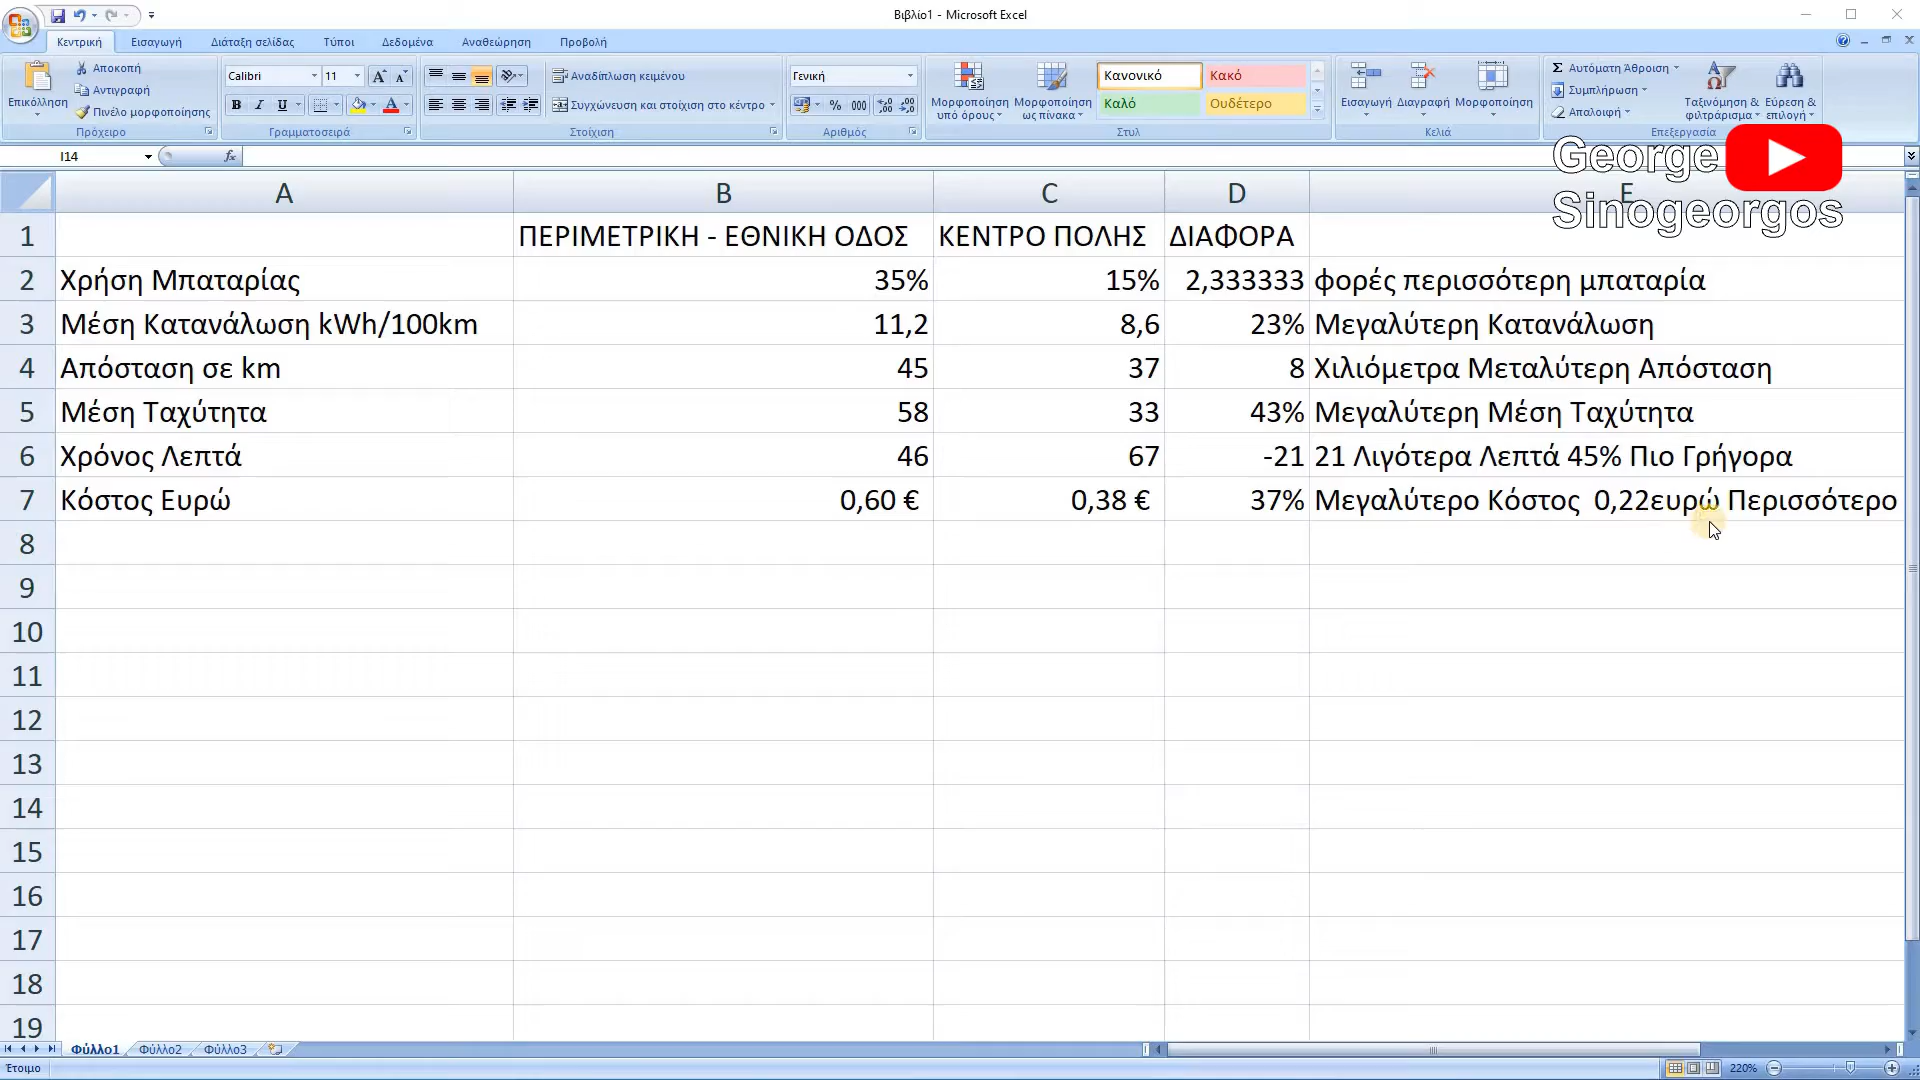 Βιβλίο1 - Microsoft Excel
Κεντρική Εισαγωγή Διάταξη σελίδας Τύποι Δεδομένα Αναθεώρηση Προβολή
Επικόλληση
Αποκοπή
Αντιγραφή
Πινέλο μορφοποίησης
Πρόχειρο
Calibri 11
B I U
Γραμματοσειρά
Αναδίπλωση κειμένου
Συγχώνευση και στοίχιση στο κέντρο
Στοίχιση
Γενική
% 000
Αριθμός
Μορφοποίηση υπό όρους
Μορφοποίηση ως πίνακα
Κανονικό Κακό
Καλό Ουδέτερο
Στυλ
Εισαγωγή Διαγραφή Μορφοποίηση
Κελιά
Αυτόματη Άθροιση
Συμπλήρωση
Απαλοιφή
Ταξινόμηση & φιλτράρισμα
Εύρεση & επιλογή
Επεξεργασία
I14 fx
George
Sinogeorgos
A B C D E
1 ΠΕΡΙΜΕΤΡΙΚΗ - ΕΘΝΙΚΗ ΟΔΟΣ ΚΕΝΤΡΟ ΠΟΛΗΣ ΔΙΑΦΟΡΑ
2 Χρήση Μπαταρίας 35% 15% 2,333333 φορές περισσότερη μπαταρία
3 Μέση Κατανάλωση kWh/100km 11,2 8,6 23% Μεγαλύτερη Κατανάλωση
4 Απόσταση σε km 45 37 8 Χιλιόμετρα Μεταλύτερη Απόσταση
5 Μέση Ταχύτητα 58 33 43% Μεγαλύτερη Μέση Ταχύτητα
6 Χρόνος Λεπτά 46 67 -21 21 Λιγότερα Λεπτά 45% Πιο Γρήγορα
7 Κόστος Ευρώ 0,60 € 0,38 € 37% Μεγαλύτερο Κόστος 0,22ευρώ Περισσότερο
8
9
10
11
12
13
14
15
16
17
18
19
Φύλλο1 Φύλλο2 Φύλλο3
Έτοιμο 220%